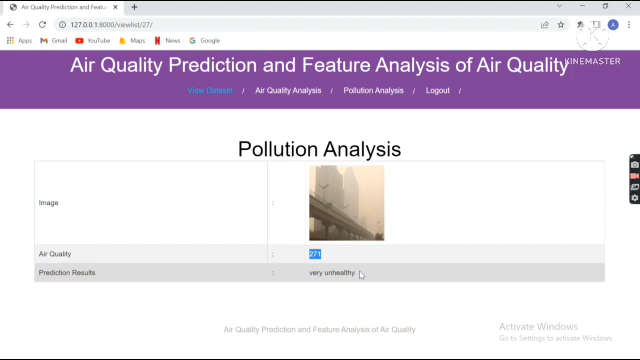 Air Quality Prediction and Featu
127.0.0.1:8000/viewlist/27/
A
Apps Gmail YouTube Maps News Google
KINEMASTER
Air Quality Prediction and Feature Analysis of Air Quality
View Dataset / Air Quality Analysis / Pollution Analysis / Logout /
Pollution Analysis
Image :
Air Quality : 271
Prediction Results : very unhealthy
Air Quality Prediction and Feature Analysis of Air Quality
Activate Windows
Go to Settings to activate Windows.